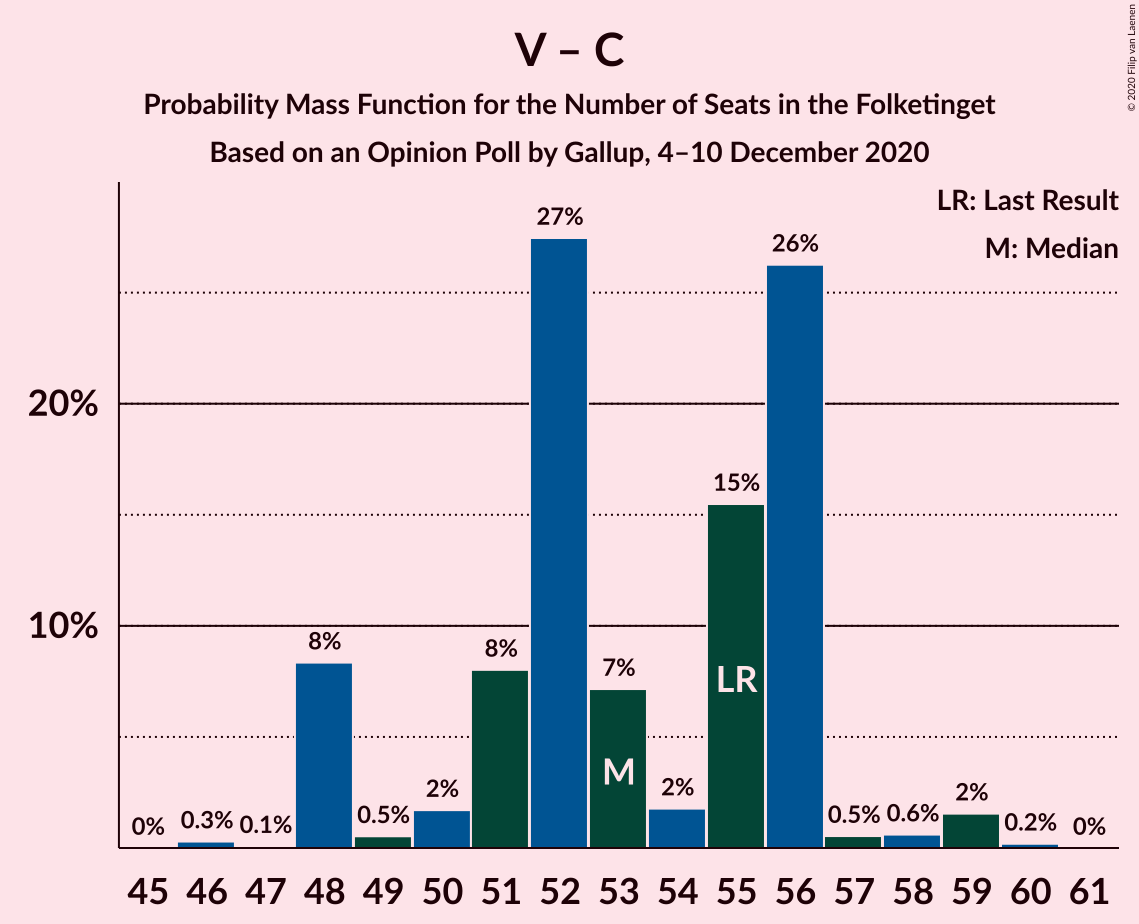 V – C
Probability Mass Function for the Number of Seats in the Folketinget
Based on an Opinion Poll by Gallup, 4–10 December 2020
© 2020 Filip van Laenen
LR: Last Result
M: Median
20%
10%
0%
0.3%
0.1%
8%
0.5%
2%
8%
27%
7%
2%
15%
26%
0.5%
0.6%
2%
0.2%
0%
LR
M
45 46 47 48 49 50 51 52 53 54 55 56 57 58 59 60 61